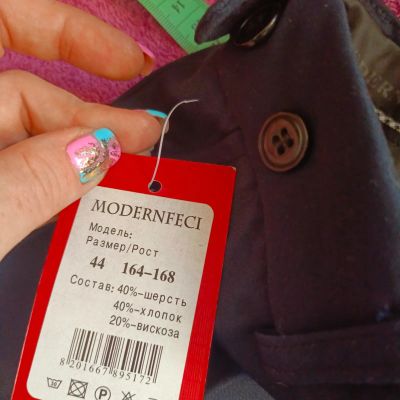 MODERNFECI
Модель:
Размер/Рост
44 164-168
Состав: 40%-шерсть
40%-хлопок
20%-вискоза
8201667895172
P